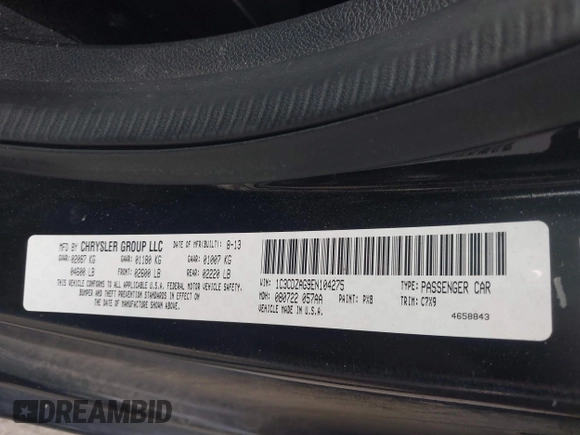 MFD BY CHRYSLER GROUP LLC DATE OF MFR(BUILT): 8-13
GVWR: 02087 KG GAWR: 01180 KG GAWR: 01007 KG
04600 LB FRONT: 02600 LB REAR: 02220 LB
THIS VEHICLE CONFORMS TO ALL APPLICABLE U.S.A. FEDERAL MOTOR VEHICLE SAFETY,
BUMPER AND THEFT PREVENTION STANDARDS IN EFFECT ON
THE DATE OF MANUFACTURE SHOWN ABOVE.
VIN: 1C3CDZAG9EN104275 TYPE: PASSENGER CAR
MDH: 080722 057AA PAINT: PX8 TRIM: C7X9
VEHICLE MADE IN U.S.A.
4658843
DREAMBID